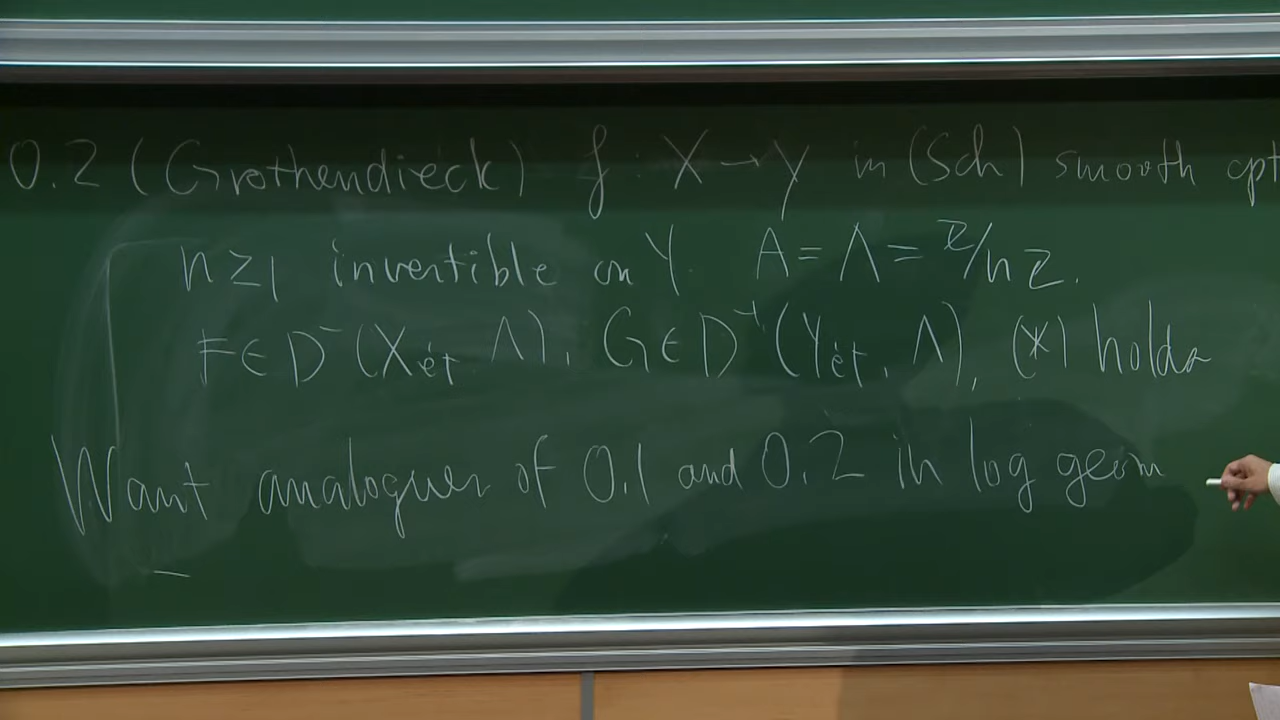 0.2 (Grothendieck) f : X → Y in (Sch) smooth cpt
n ≥ 1 invertible on Y. A = Λ = ℤ/nℤ.
F ∈ D⁻(X_ét, Λ), G ∈ D⁺(Y_ét, Λ), (*) holds
Want analogues of 0.1 and 0.2 in log geom